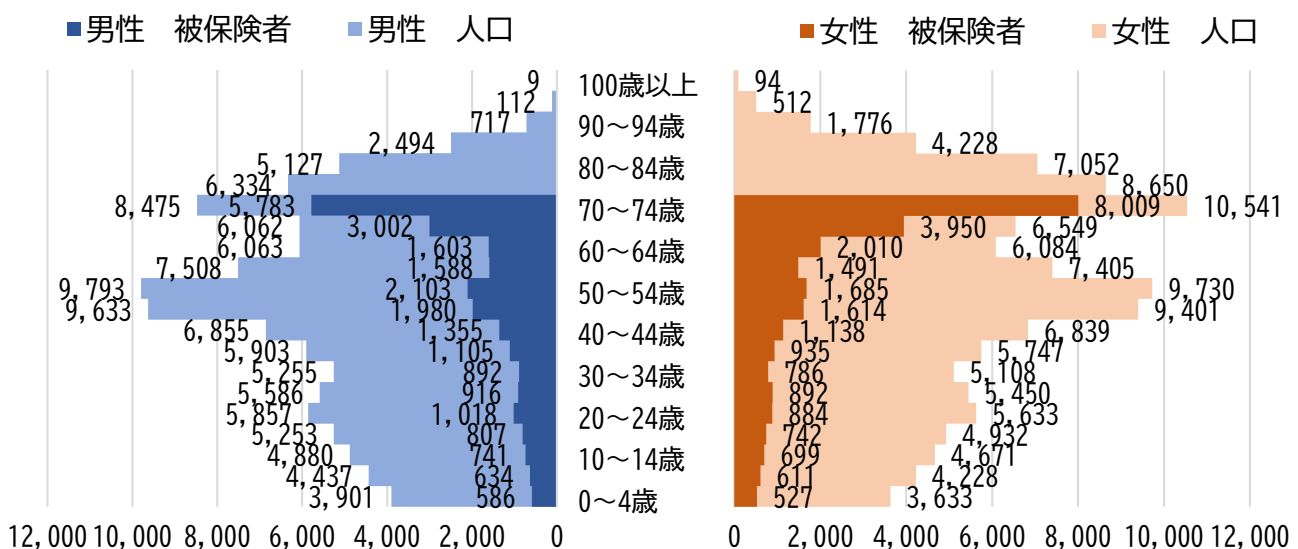 男性　被保険者　男性　人口　女性　被保険者　女性　人口
9　100歳以上　94
112　512
717　90～94歳　1,776
2,494　4,228
5,127　80～84歳　7,052
6,334　8,650
8,475　5,783　70～74歳　8,009　10,541
6,062　3,002　3,950　6,549
6,063　1,603　60～64歳　2,010　6,084
7,508　1,588　1,491　7,405
9,793　2,103　50～54歳　1,685　9,730
9,633　1,980　1,614　9,401
6,855　1,355　40～44歳　1,138　6,839
5,903　1,105　935　5,747
5,255　892　30～34歳　786　5,108
5,586　916　892　5,450
5,857　1,018　20～24歳　884　5,633
5,253　807　742　4,932
4,880　741　10～14歳　699　4,671
4,437　634　611　4,228
3,901　586　0～4歳　527　3,633
12,000　10,000　8,000　6,000　4,000　2,000　0　0　2,000　4,000　6,000　8,000　10,000　12,000